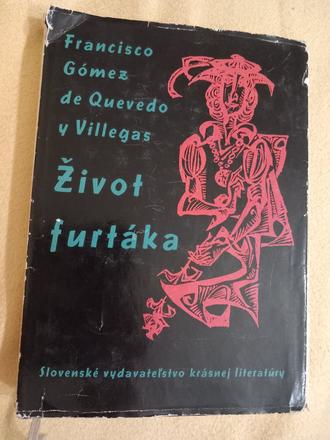 Francisco
Gómez
de Quevedo
y Villegas
Život
furtáka
Slovenské vydavateľstvo krásnej literatúry